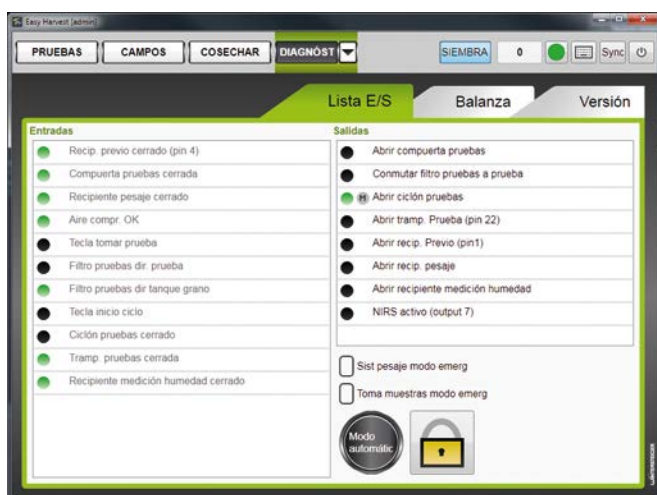 Easy Harvest [admin]
PRUEBAS CAMPOS COSECHAR DIAGNÓST SIEMBRA 0 Sync
Lista E/S Balanza Versión
Entradas
Recip. previo cerrado (pin 4)
Compuerta pruebas cerrada
Recipiente pesaje cerrado
Aire compr. OK
Tecla tomar prueba
Filtro pruebas dir. prueba
Filtro pruebas dir tanque grano
Tecla inicio ciclo
Ciclón pruebas cerrado
Tramp. pruebas cerrada
Recipiente medición humedad cerrado
Salidas
Abrir compuerta pruebas
Conmutar filtro pruebas a prueba
M Abrir ciclón pruebas
Abrir tramp. Prueba (pin 22)
Abrir recip. Previo (pin1)
Abrir recip. pesaje
Abrir recipiente medición humedad
NIRS activo (output 7)
Sist pesaje modo emerg
Toma muestras modo emerg
Modo
automátic